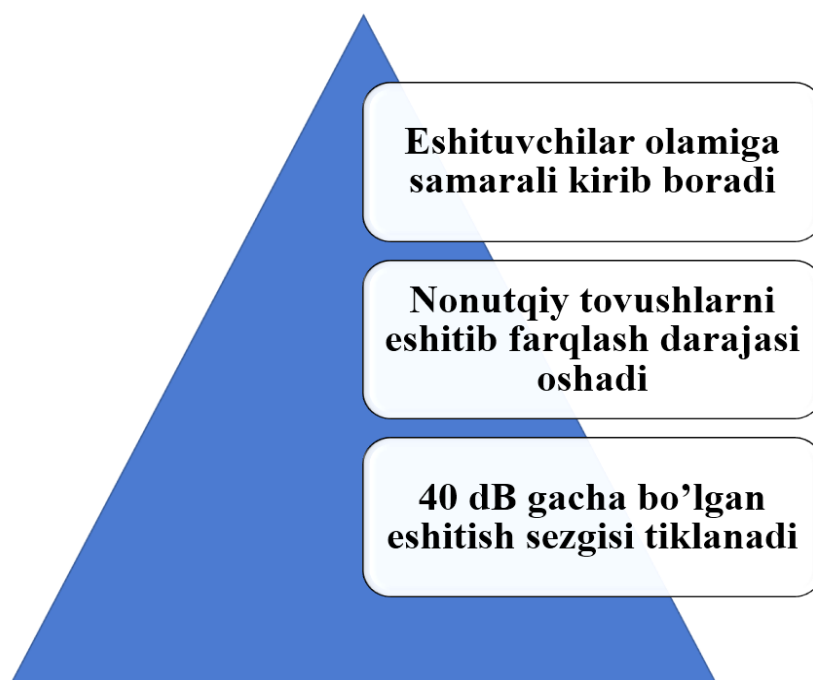 Eshituvchilar olamiga
samarali kirib boradi
Nonutqiy tovushlarni
eshitib farqlash darajasi
oshadi
40 dB gacha bo’lgan
eshitish sezgisi tiklanadi